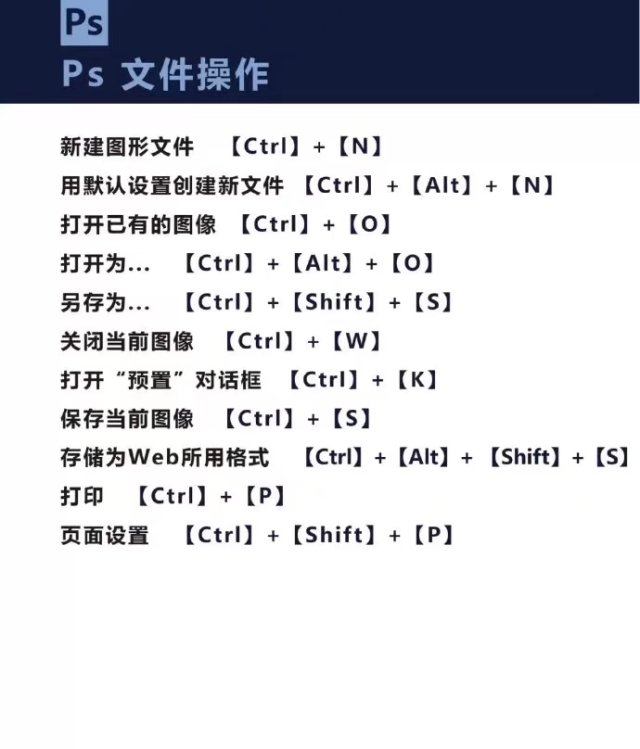 Ps
Ps 文件操作
新建图形文件 【Ctrl】+【N】
用默认设置创建新文件 【Ctrl】+【Alt】+【N】
打开已有的图像 【Ctrl】+【O】
打开为... 【Ctrl】+【Alt】+【O】
另存为... 【Ctrl】+【Shift】+【S】
关闭当前图像 【Ctrl】+【W】
打开“预置”对话框 【Ctrl】+【K】
保存当前图像 【Ctrl】+【S】
存储为Web所用格式 【Ctrl】+【Alt】+【Shift】+【S】
打印 【Ctrl】+【P】
页面设置 【Ctrl】+【Shift】+【P】